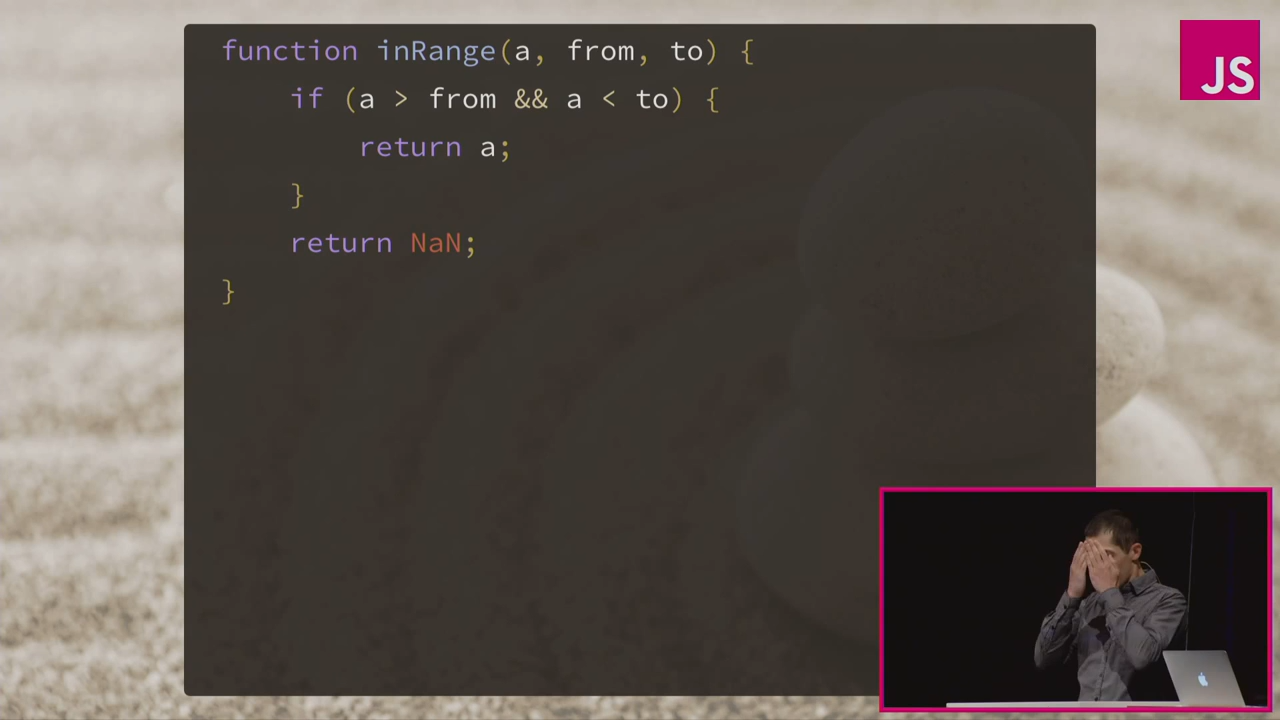 function inRange(a, from, to) {
    if (a > from && a < to) {
        return a;
    }
    return NaN;
}
JS